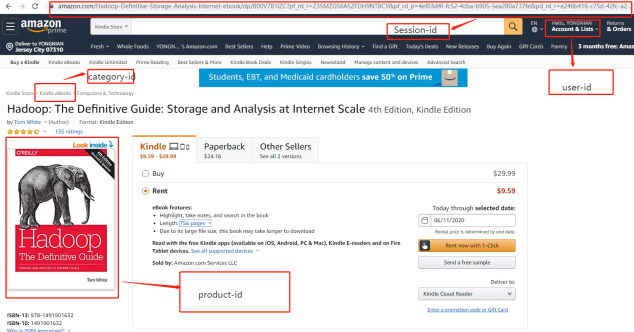 amazon.com/Hadoop-Definitive-Storage-Analysis-Internet-ebook/dp/B00V7B1IZC?
amazon
prime
Kindle Store
Session-id
EN
Hello, YONGNIAN
Account & Lists
Returns
& Orders
Deliver to YONGNIAN
Jersey City 07310
Fresh Whole Foods YONGN...'s Amazon.com Best Sellers Help Prime Video Browsing History Find a Gift Today's Deals New Releases Buy Again Gift Cards Pantry 3 months free: Amaz
Buy a Kindle Kindle eBooks Kindle Unlimited Prime Reading Best Sellers & More Kindle Book Deals Kindle Singles Newsstand Manage content and devices Advanced Search
category-id
Students, EBT, and Medicaid cardholders save 50% on Prime
user-id
Kindle Store Kindle eBooks Computers & Technology
Hadoop: The Definitive Guide: Storage and Analysis at Internet Scale 4th Edition, Kindle Edition
by Tom White (Author) Format: Kindle Edition
135 ratings
Look inside
O'REILLY
Hadoop
The Definitive Guide
Tom White
Kindle
$9.59 - $29.99
Paperback
$24.16
Other Sellers
See all 2 versions
Buy $29.99
Rent $9.59
eBook features:
• Highlight, take notes, and search in the book
• Length: 756 pages
• Due to its large file size, this book may take longer to download
Read with the free Kindle apps (available on iOS, Android, PC & Mac), Kindle E-readers and on Fire
Tablet devices. See all supported devices
Sold by: Amazon.com Services LLC
Today through selected date:
06/11/2020
Rental price is determined by end date.
Rent now with 1-Click
Send a free sample
Deliver to:
Kindle Cloud Reader
Enter a promotion code or Gift Card
product-id
ISBN-13: 978-1491901632
ISBN-10: 1491901632
Why is ISBN important?